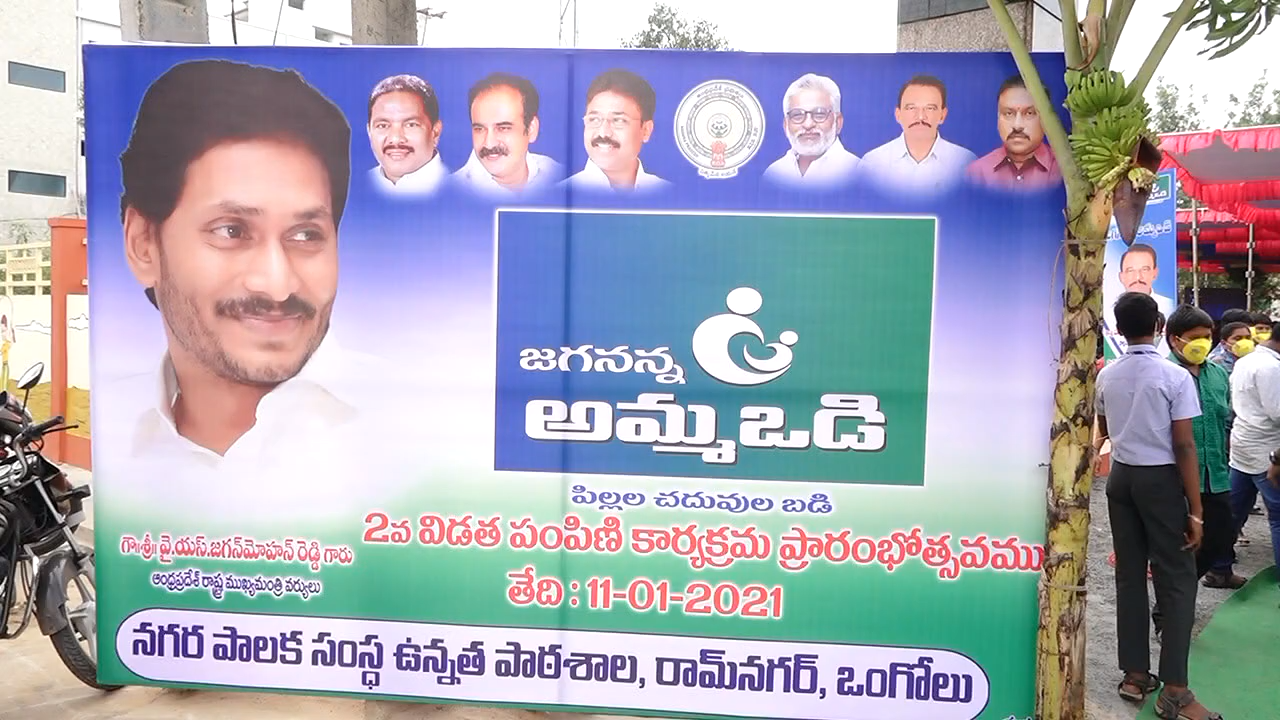 జగనన్న
అమ్మఒడి
పిల్లల చదువుల బడి
2వ విడత పంపిణి కార్యక్రమ ప్రారంభోత్సవము
తేది : 11-01-2021
గౌ॥శ్రీ॥ వై.యస్.జగన్‌మోహన్ రెడ్డి గారు
ఆంధ్రప్రదేశ్ రాష్ట్ర ముఖ్యమంత్రి వర్యులు
నగర పాలక సంస్థ ఉన్నత పాఠశాల, రామ్‌నగర్, ఒంగోలు